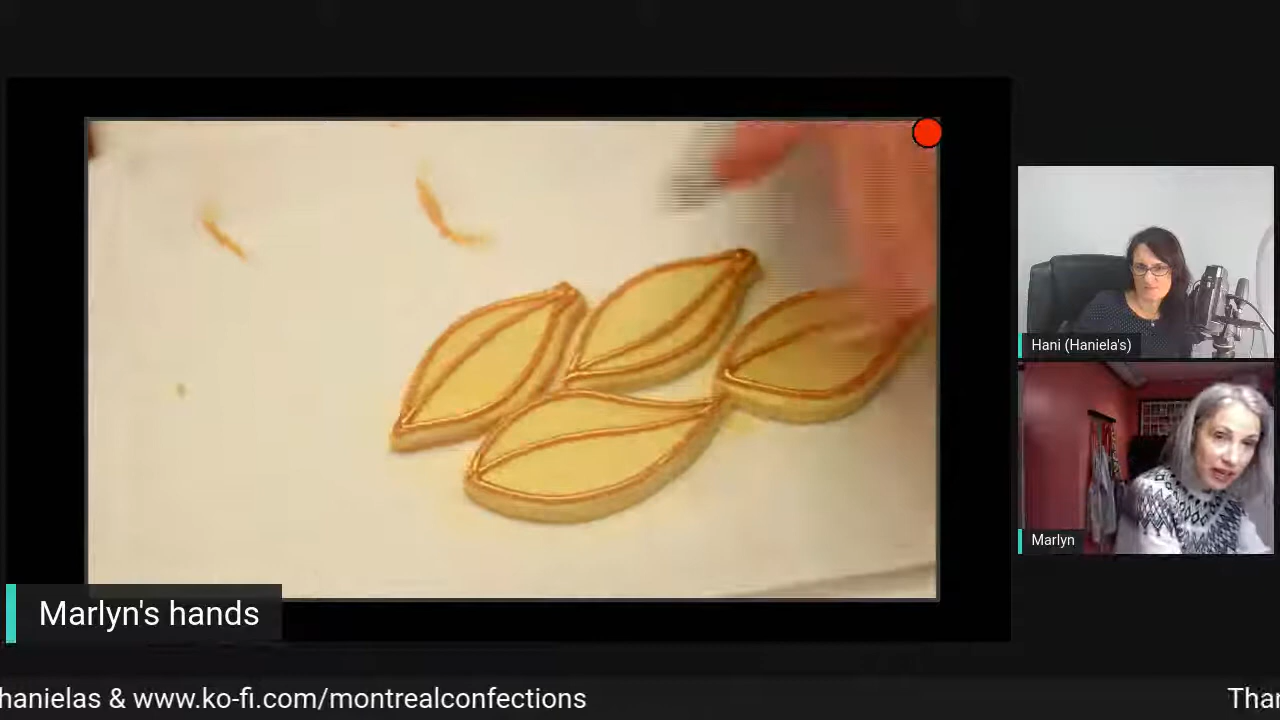 Hani (Haniela's)
Marlyn
Marlyn's hands
hanielas & www.ko-fi.com/montrealconfections
Thar